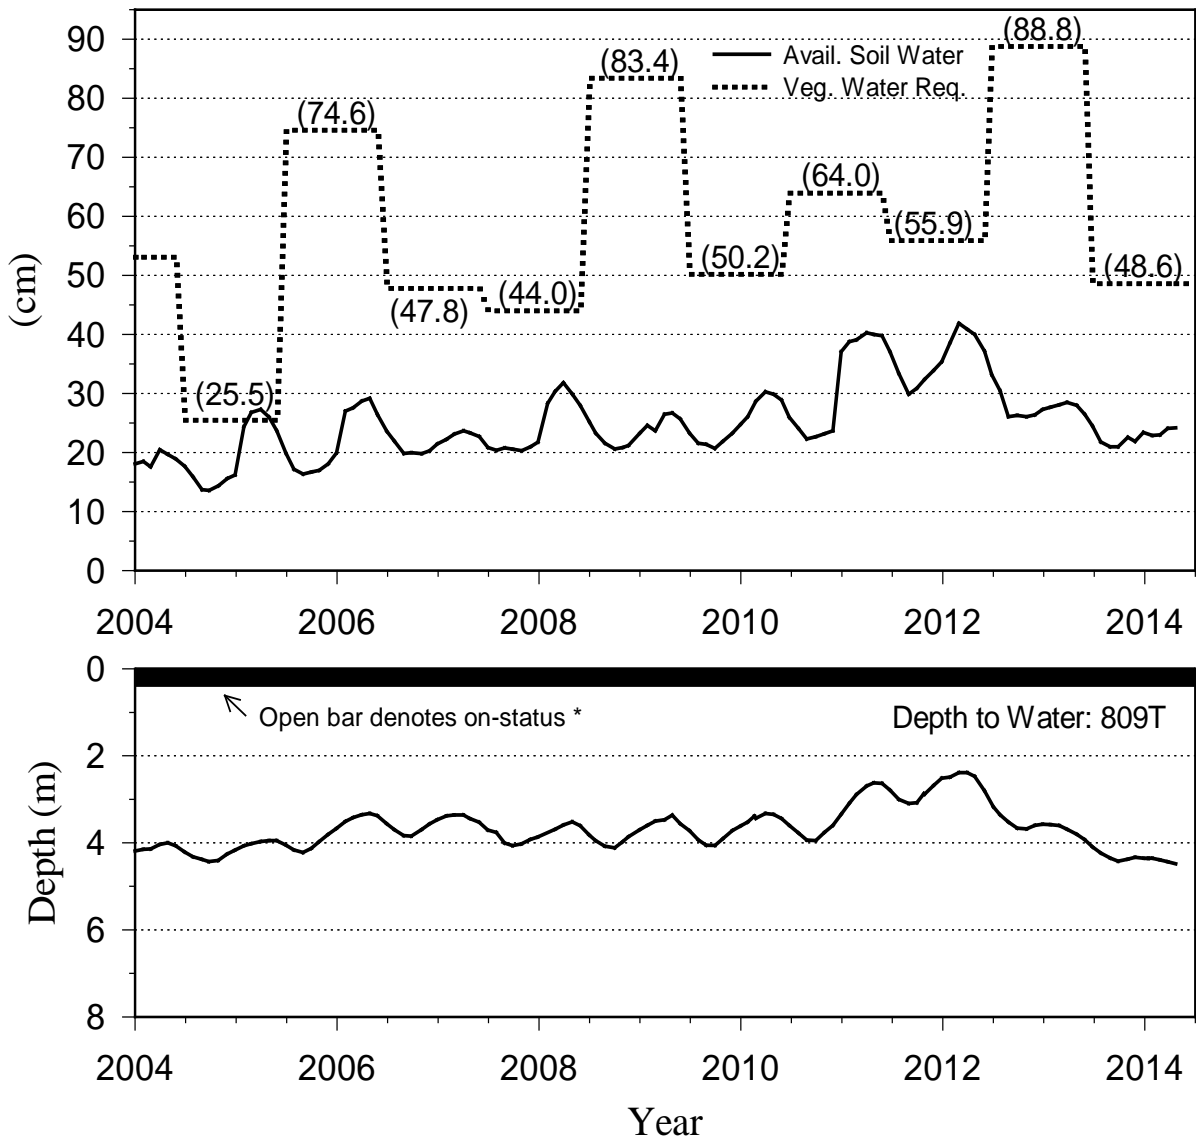 90
80
70
60
50
40
30
20
10
0
(cm)
Avail. Soil Water
Veg. Water Req.
(25.5)
(74.6)
(47.8)
(44.0)
(83.4)
(50.2)
(64.0)
(55.9)
(88.8)
(48.6)
2004 2006 2008 2010 2012 2014
0
2
4
6
8
Depth (m)
Open bar denotes on-status *
Depth to Water: 809T
2004 2006 2008 2010 2012 2014
Year